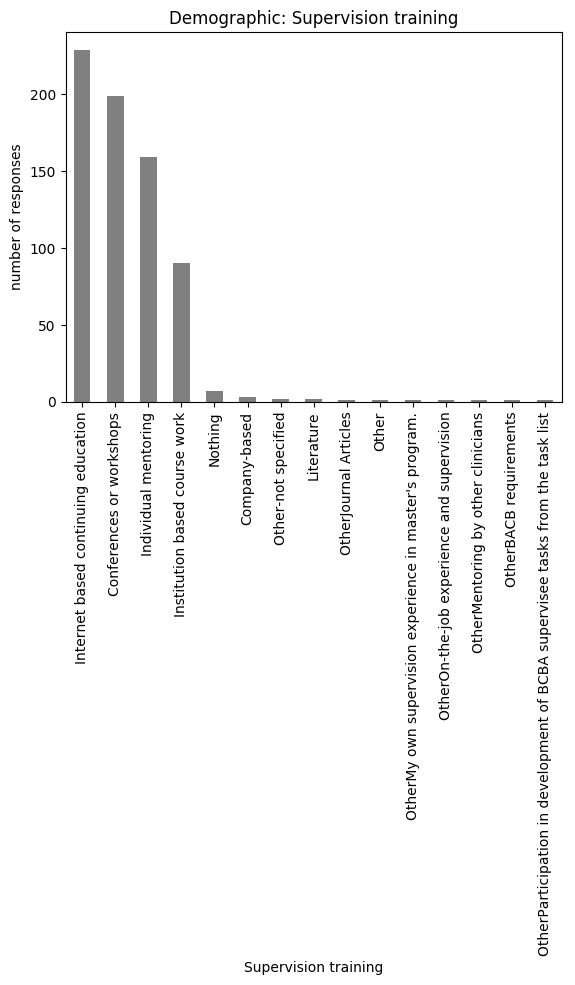 Demographic: Supervision training
number of responses
200
150
100
50
0
Internet based continuing education
Conferences or workshops
Individual mentoring
Institution based course work
Nothing
Company-based
Other-not specified
Literature
OtherJournal Articles
Other
OtherMy own supervision experience in master's program.
OtherOn-the-job experience and supervision
OtherMentoring by other clinicians
OtherBACB requirements
OtherParticipation in development of BCBA supervisee tasks from the task list
Supervision training